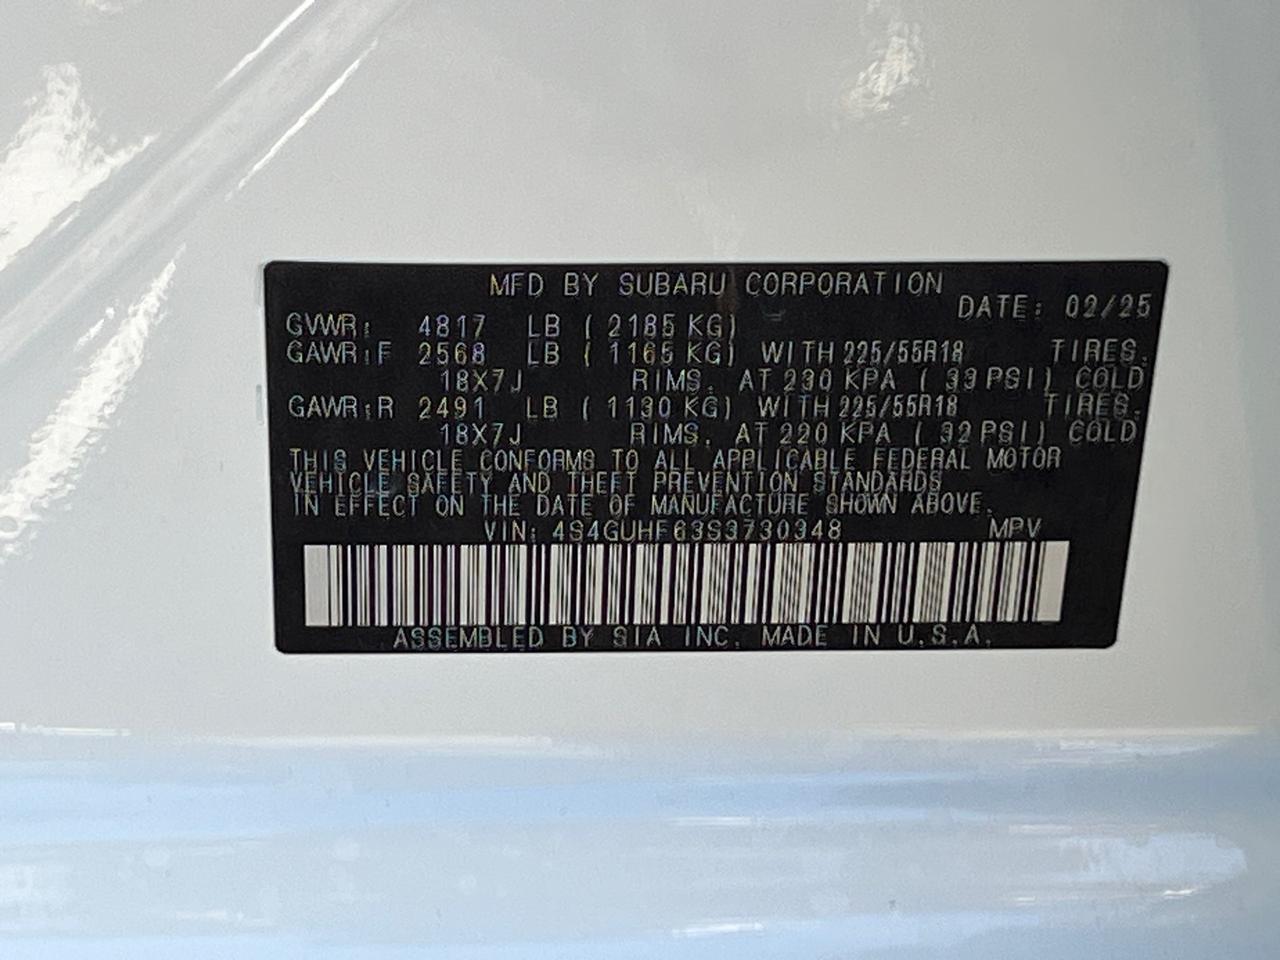 MFD BY SUBARU CORPORATION
DATE: 02/25
GVWR: 4817 LB ( 2185 KG)
GAWR:F 2568 LB ( 1165 KG) WITH 225/55R18 TIRES,
18X7J RIMS, AT 230 KPA ( 33 PSI) COLD
GAWR:R 2491 LB ( 1130 KG) WITH 225/55R18 TIRES,
18X7J RIMS, AT 220 KPA ( 32 PSI) COLD
THIS VEHICLE CONFORMS TO ALL APPLICABLE FEDERAL MOTOR
VEHICLE SAFETY AND THEFT PREVENTION STANDARDS
IN EFFECT ON THE DATE OF MANUFACTURE SHOWN ABOVE.
VIN: 4S4GUHF63S3730348 MPV
ASSEMBLED BY SIA INC. MADE IN U.S.A.